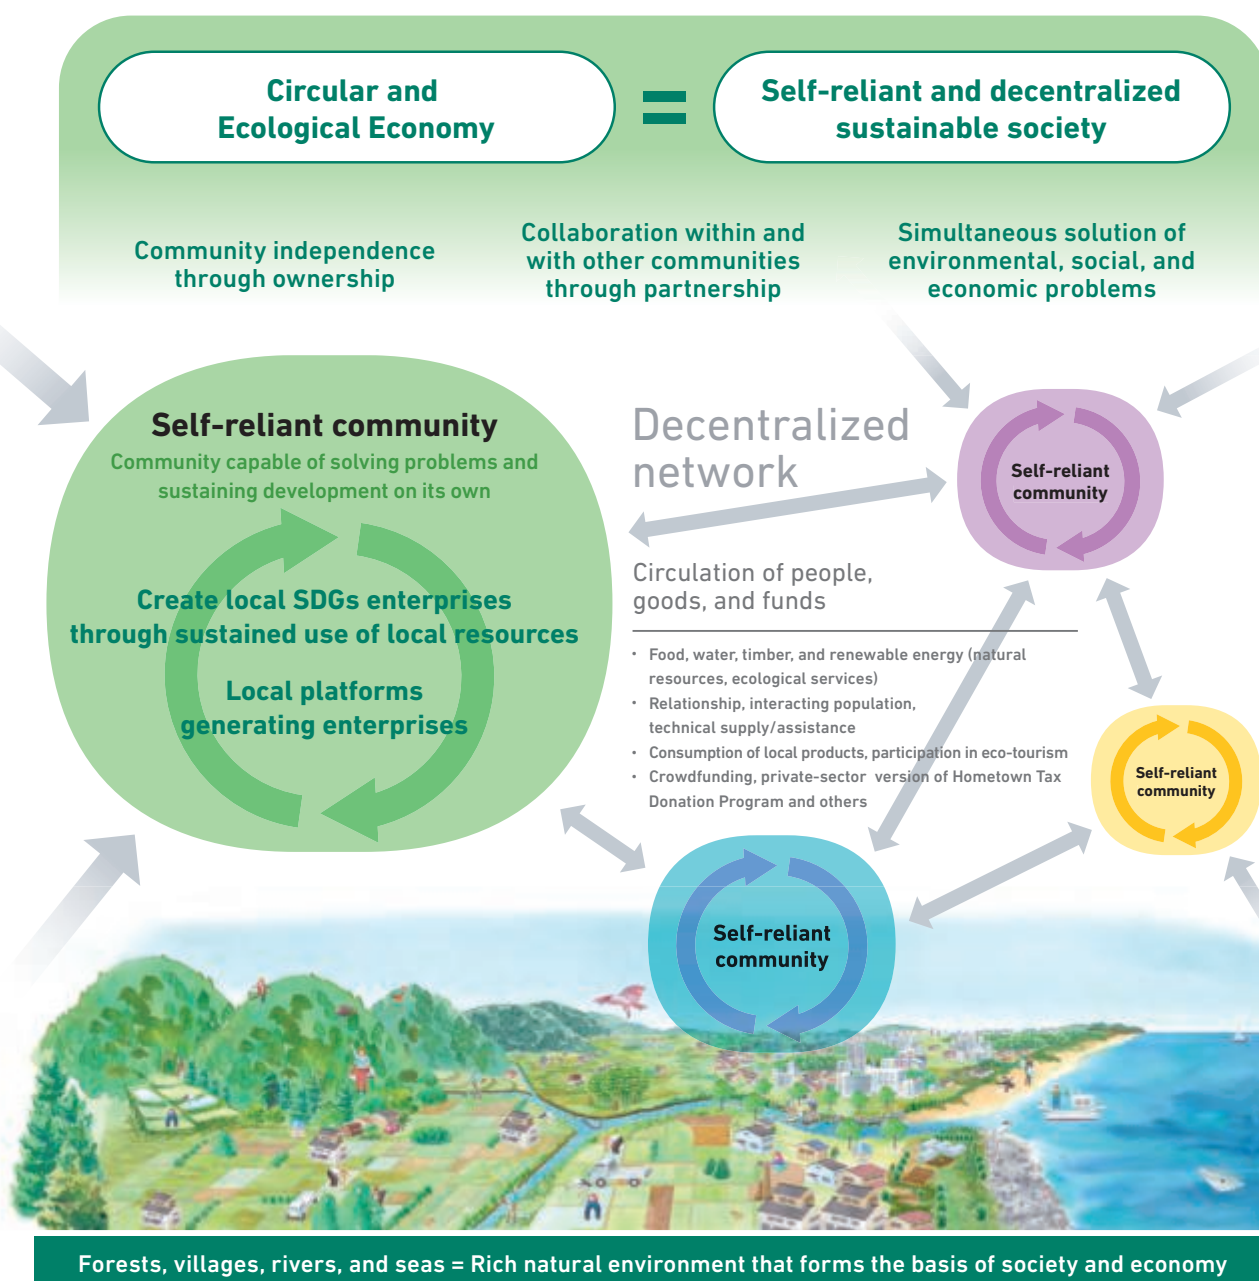 Circular and
Ecological Economy
=
Self-reliant and decentralized
sustainable society
Community independence
through ownership
Collaboration within and
with other communities
through partnership
Simultaneous solution of
environmental, social, and
economic problems
Self-reliant community
Community capable of solving problems and
sustaining development on its own
Create local SDGs enterprises
through sustained use of local resources
Local platforms
generating enterprises
Decentralized
network
Circulation of people,
goods, and funds
・ Food, water, timber, and renewable energy (natural
resources, ecological services)
・ Relationship, interacting population,
technical supply/assistance
・ Consumption of local products, participation in eco-tourism
・ Crowdfunding, private-sector version of Hometown Tax
Donation Program and others
Self-reliant
community
Self-reliant
community
Self-reliant
community
Forests, villages, rivers, and seas = Rich natural environment that forms the basis of society and economy